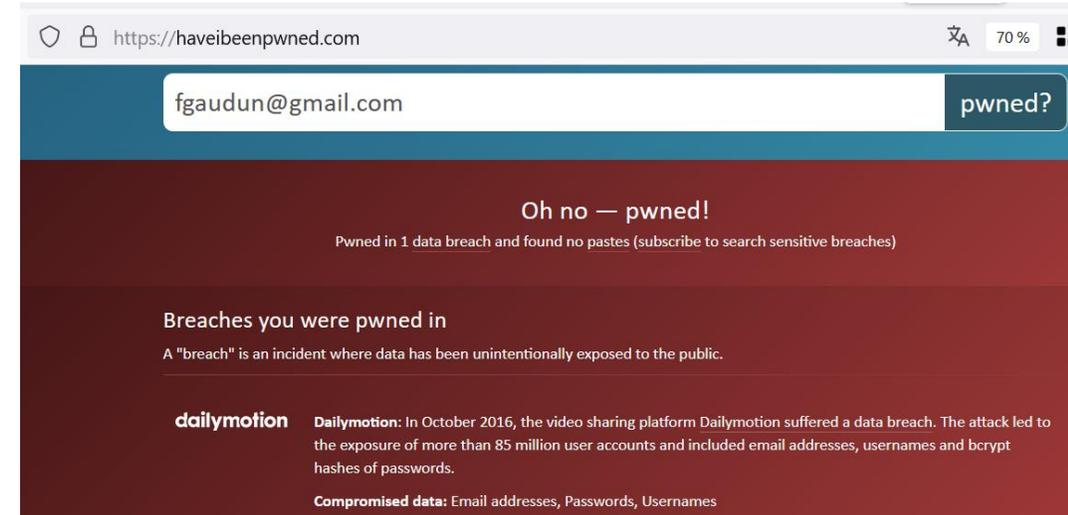 https://haveibeenpwned.com
70 %
fgaudun@gmail.com
pwned?
Oh no — pwned!
Pwned in 1 data breach and found no pastes (subscribe to search sensitive breaches)
Breaches you were pwned in
A "breach" is an incident where data has been unintentionally exposed to the public.
dailymotion
Dailymotion: In October 2016, the video sharing platform Dailymotion suffered a data breach. The attack led to
the exposure of more than 85 million user accounts and included email addresses, usernames and bcrypt
hashes of passwords.
Compromised data: Email addresses, Passwords, Usernames